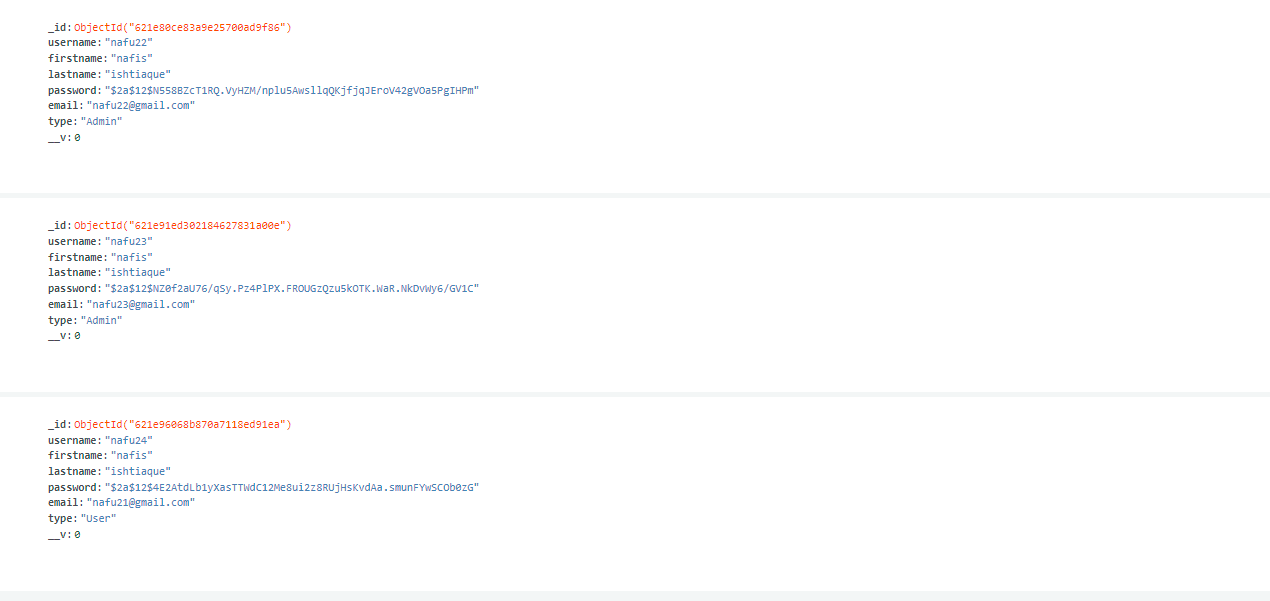 _id: ObjectId("621e80ce83a9e25700ad9f86")
username: "nafu22"
firstname: "nafis"
lastname: "ishtiaque"
password: "$2a$12$N558BZcT1RQ.VyHZM/nplu5AwsllqQKjfjqJEroV42gVOa5PgIHPm"
email: "nafu22@gmail.com"
type: "Admin"
__v: 0
_id: ObjectId("621e91ed302184627831a00e")
username: "nafu23"
firstname: "nafis"
lastname: "ishtiaque"
password: "$2a$12$NZ0f2aU76/qSy.Pz4PlPX.FROUGzQzu5kOTK.WaR.NkDvWy6/GV1C"
email: "nafu23@gmail.com"
type: "Admin"
__v: 0
_id: ObjectId("621e96068b870a7118ed91ea")
username: "nafu24"
firstname: "nafis"
lastname: "ishtiaque"
password: "$2a$12$4E2AtdLb1yXasTTWdC12Me8ui2z8RUjHsKvdAa.smunFYwSCOb0zG"
email: "nafu21@gmail.com"
type: "User"
__v: 0